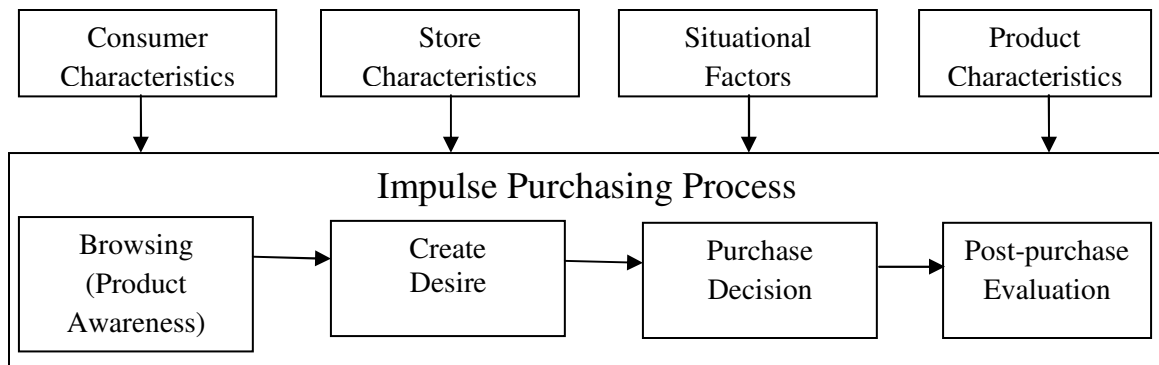 Consumer
Characteristics
Store
Characteristics
Situational
Factors
Product
Characteristics
Impulse Purchasing Process
Browsing
(Product
Awareness)
Create
Desire
Purchase
Decision
Post-purchase
Evaluation